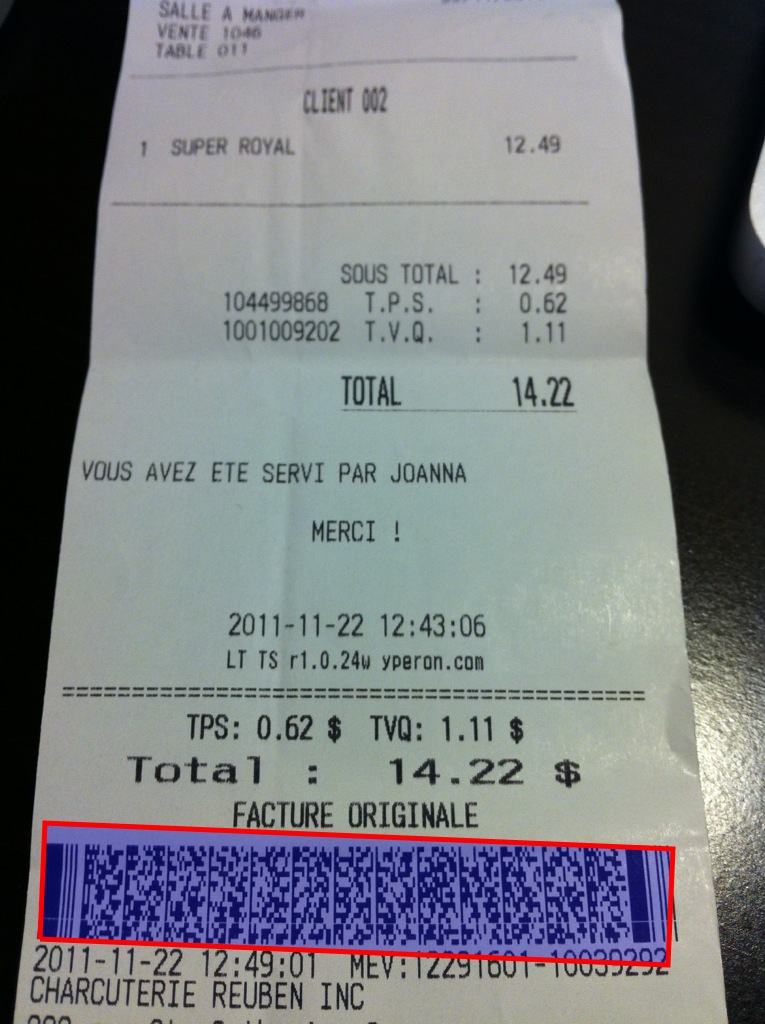 SALLE A MANGER
VENTE 1046
TABLE 011
CLIENT 002
1 SUPER ROYAL 12.49
SOUS TOTAL : 12.49
104499868 T.P.S. : 0.62
1001009202 T.V.Q. : 1.11
TOTAL 14.22
VOUS AVEZ ETE SERVI PAR JOANNA
MERCI !
2011-11-22 12:43:06
LT TS r1.0.24w yperon.com
================================================
TPS: 0.62 $ TVQ: 1.11 $
Total : 14.22 $
FACTURE ORIGINALE
2011-11-22 12:49:01 MEV:12291601-10039292
CHARCUTERIE REUBEN INC